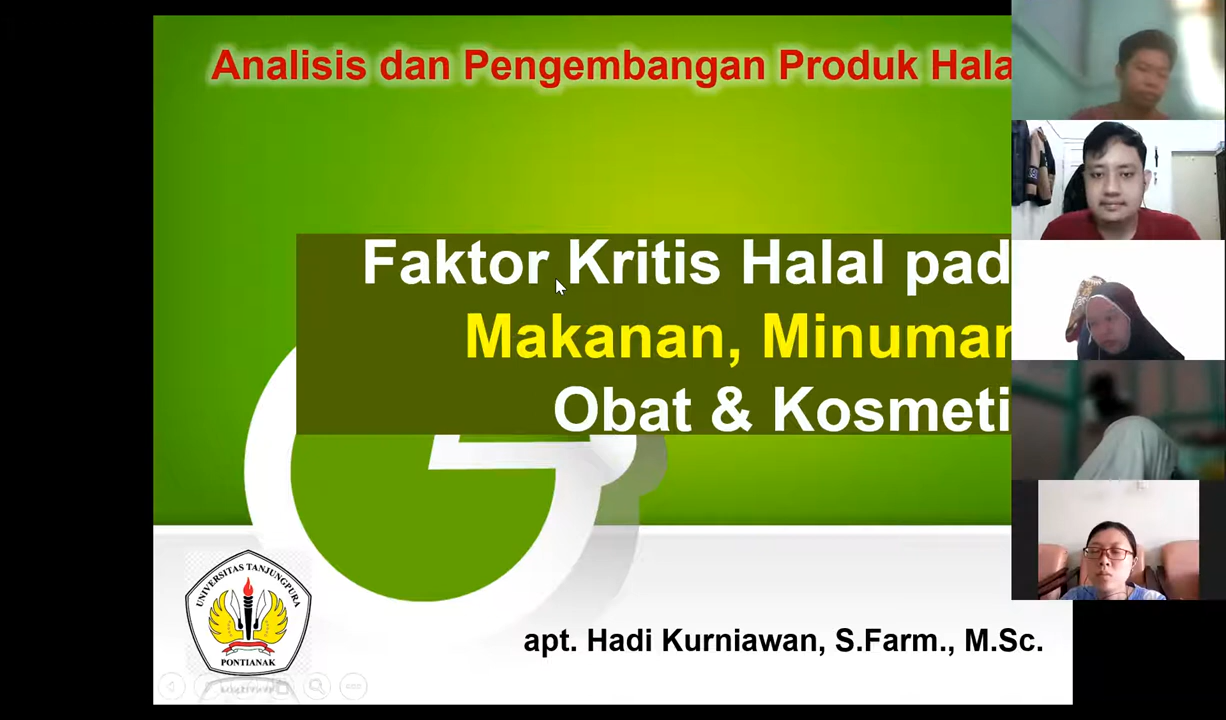 Analisis dan Pengembangan Produk Hala
Faktor Kritis Halal pad
Makanan, Minuman
Obat & Kosmeti
UNIVERSITAS TANJUNGPURA
PONTIANAK
apt. Hadi Kurniawan, S.Farm., M.Sc.